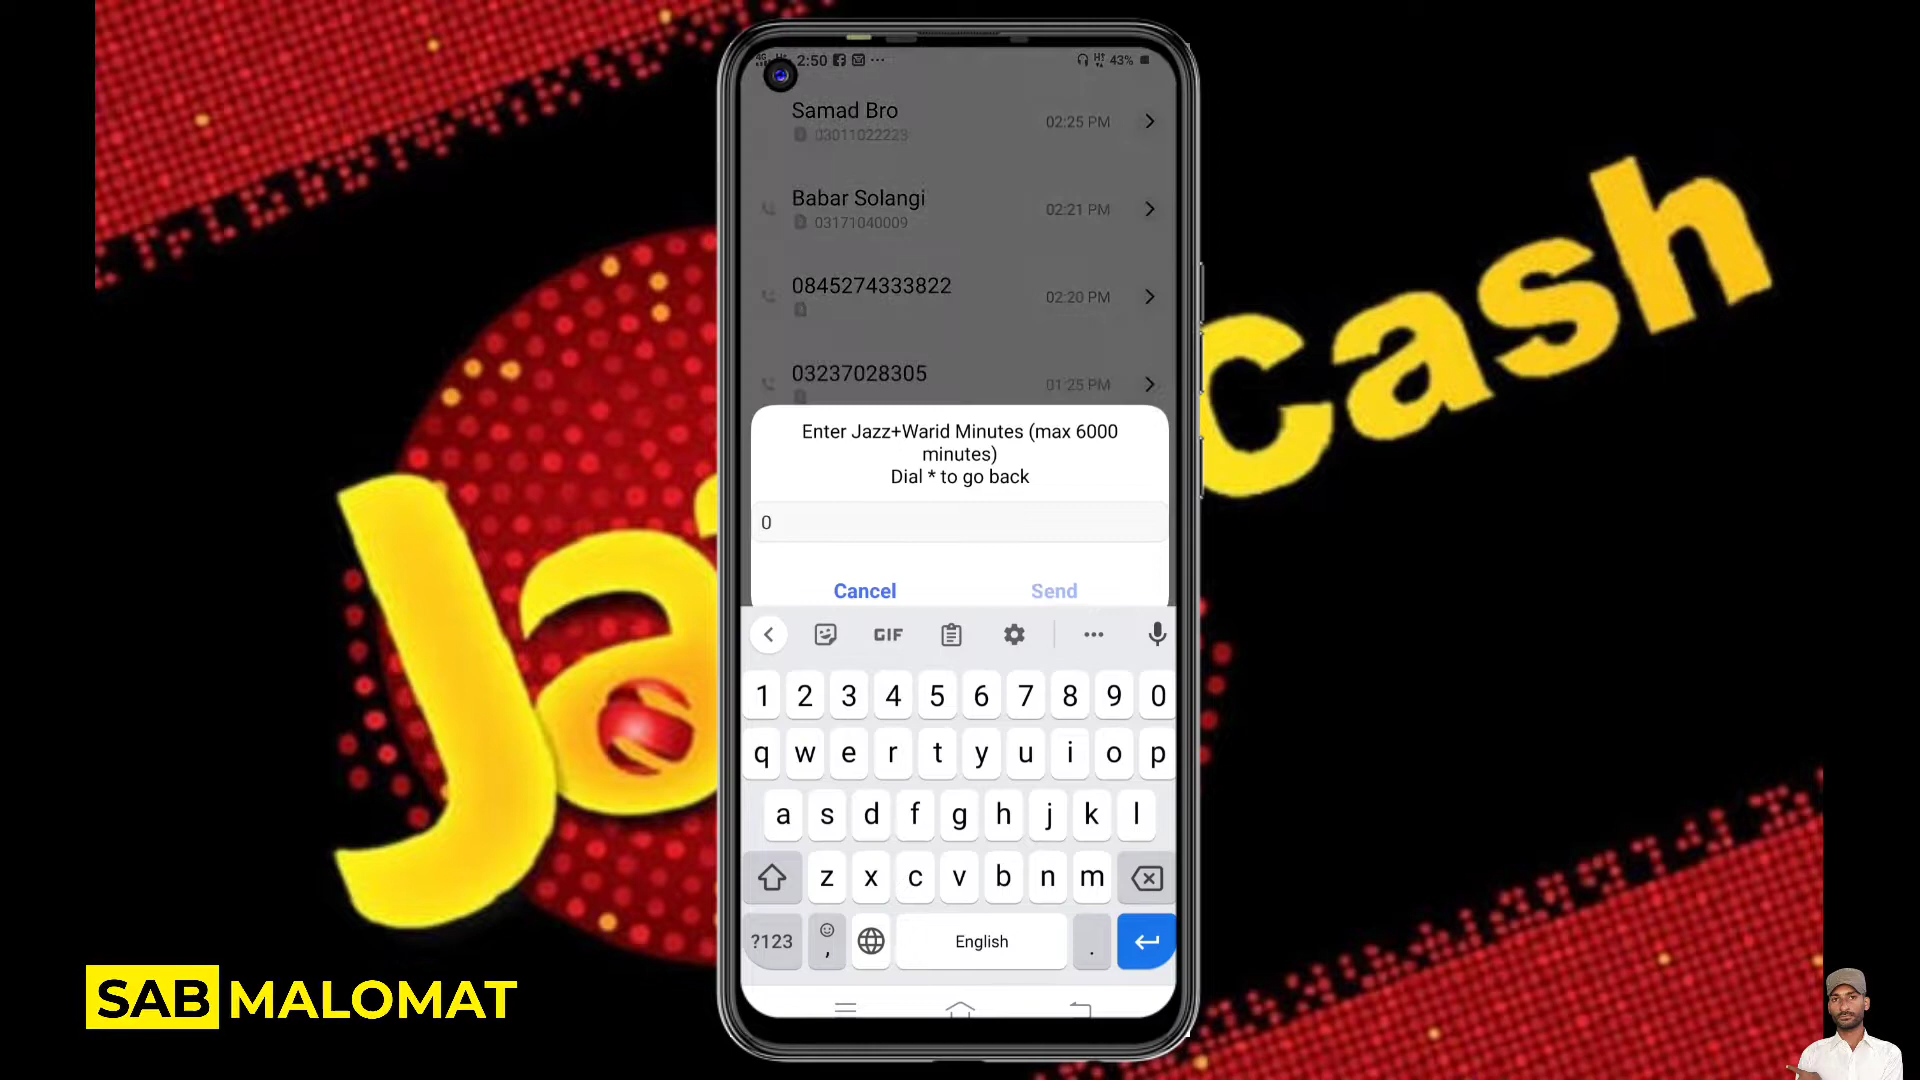 2:50
43%
Samad Bro
02:25 PM
03011022223
Babar Solangi
02:21 PM
03171040009
0845274333822
02:20 PM
03237028305
01:25 PM
Enter Jazz+Warid Minutes (max 6000
minutes)
Dial * to go back
0
Cancel Send
GIF
1 2 3 4 5 6 7 8 9 0
q w e r t y u i o p
a s d f g h j k l
z x c v b n m
?123 , English .
Ja
Cash
SAB MALOMAT